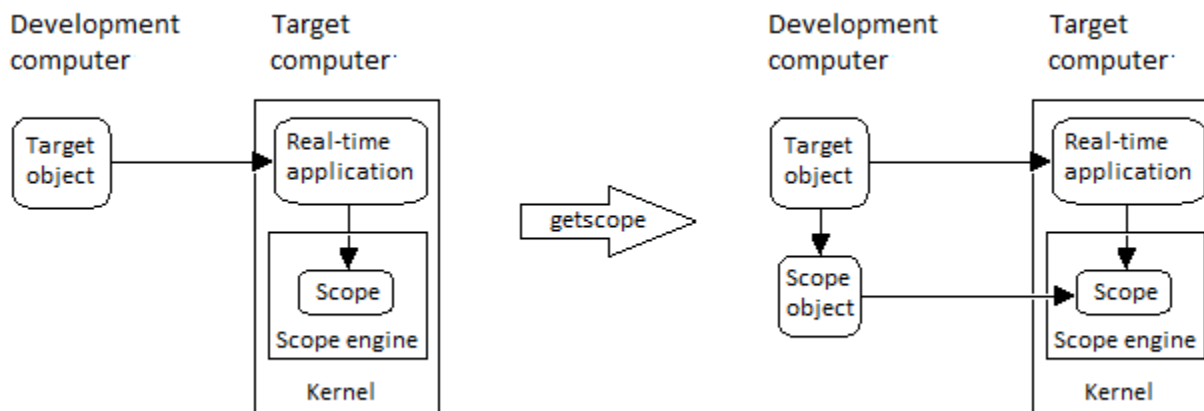 Development
computer
Target
computer
Target
object
Real-time
application
Scope
Scope engine
Kernel
getscope
Development
computer
Target
computer
Target
object
Real-time
application
Scope
object
Scope
Scope engine
Kernel